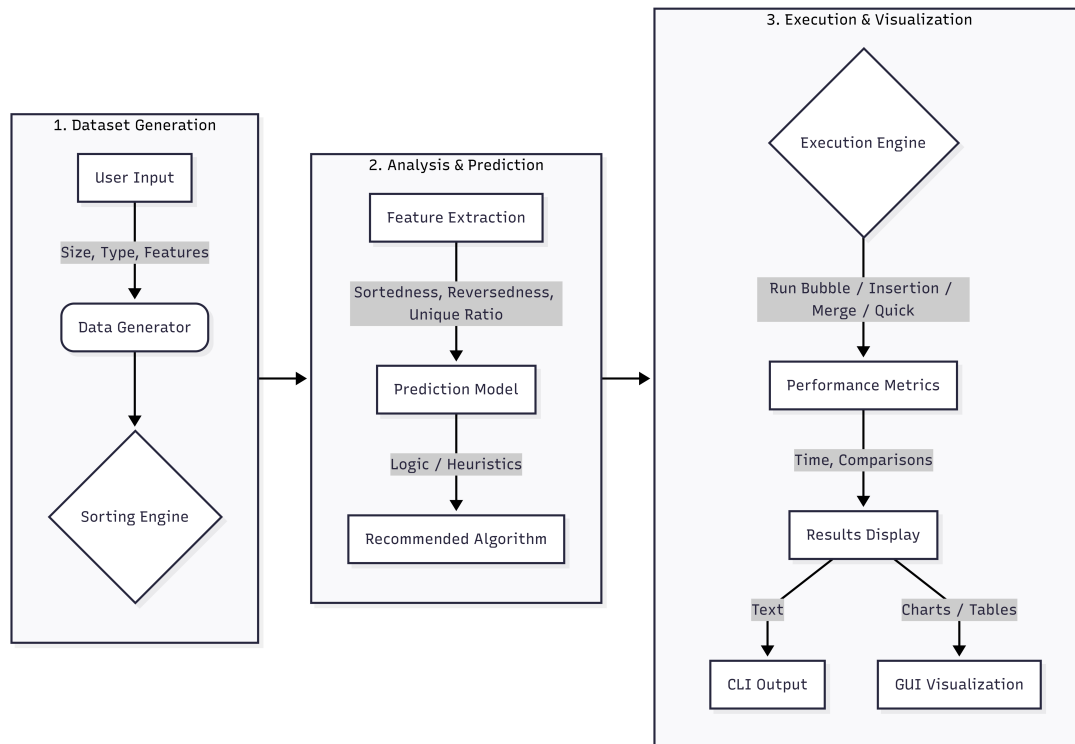 1. Dataset Generation
User Input
Size, Type, Features
Data Generator
Sorting Engine
2. Analysis & Prediction
Feature Extraction
Sortedness, Reversedness,
Unique Ratio
Prediction Model
Logic / Heuristics
Recommended Algorithm
3. Execution & Visualization
Execution Engine
Run Bubble / Insertion /
Merge / Quick
Performance Metrics
Time, Comparisons
Results Display
Text
Charts / Tables
CLI Output
GUI Visualization